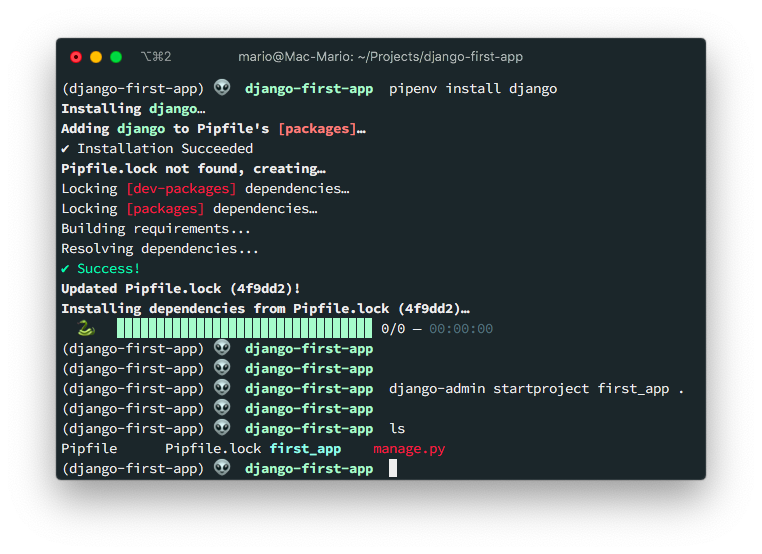 ⌥⌘2 mario@Mac-Mario: ~/Projects/django-first-app
(django-first-app) 👽 django-first-app pipenv install django
Installing django…
Adding django to Pipfile's [packages]…
✔ Installation Succeeded
Pipfile.lock not found, creating…
Locking [dev-packages] dependencies…
Locking [packages] dependencies…
Building requirements...
Resolving dependencies...
✔ Success!
Updated Pipfile.lock (4f9dd2)!
Installing dependencies from Pipfile.lock (4f9dd2)…
🐍 ▉▉▉▉▉▉▉▉▉▉▉▉▉▉▉▉▉▉▉▉▉▉▉▉▉▉▉▉▉▉▉▉ 0/0 — 00:00:00
(django-first-app) 👽 django-first-app
(django-first-app) 👽 django-first-app
(django-first-app) 👽 django-first-app django-admin startproject first_app .
(django-first-app) 👽 django-first-app
(django-first-app) 👽 django-first-app ls
Pipfile Pipfile.lock first_app manage.py
(django-first-app) 👽 django-first-app